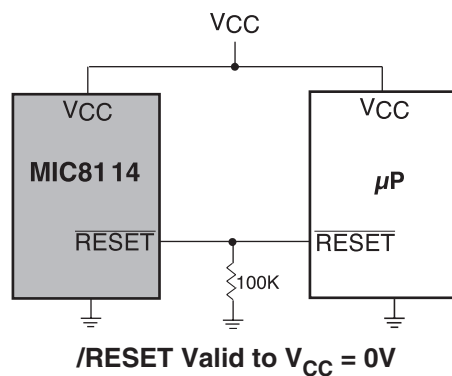 VCC
VCC
VCC
MIC8114
µP
RESET
RESET
100K
/RESET Valid to VCC = 0V